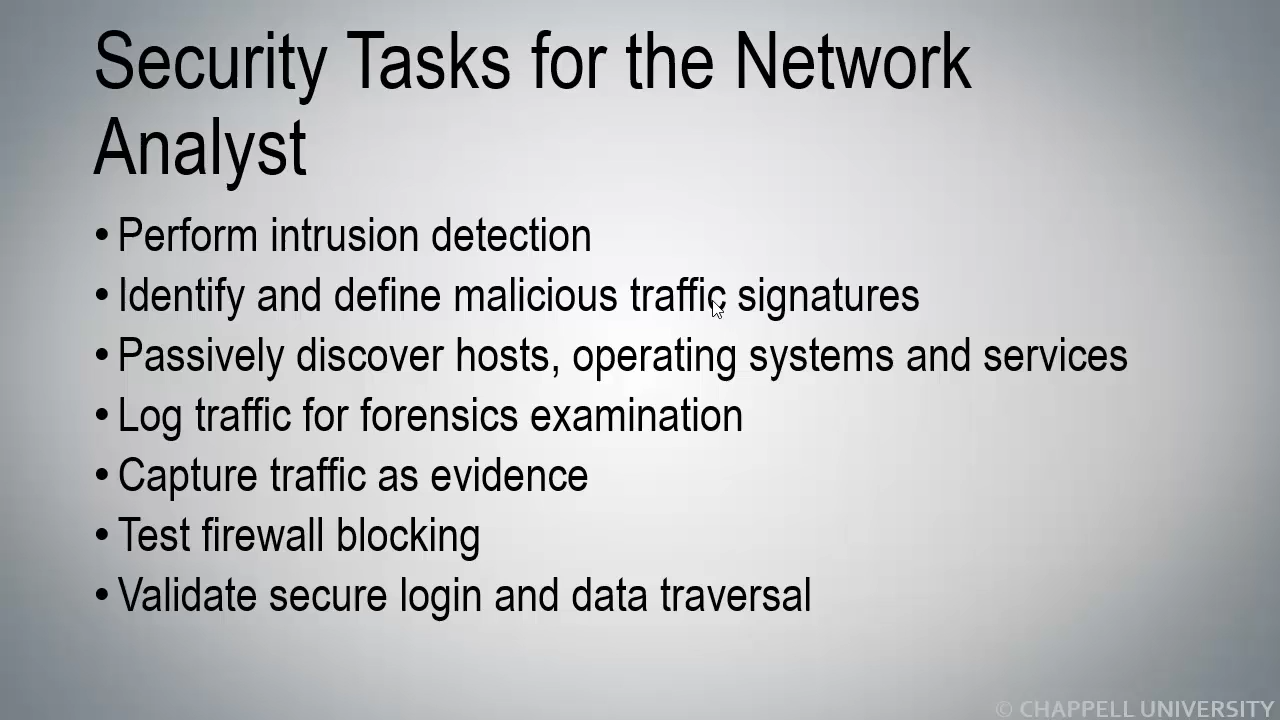 Security Tasks for the Network
Analyst
• Perform intrusion detection
• Identify and define malicious traffic signatures
• Passively discover hosts, operating systems and services
• Log traffic for forensics examination
• Capture traffic as evidence
• Test firewall blocking
• Validate secure login and data traversal
© CHAPPELL UNIVERSITY